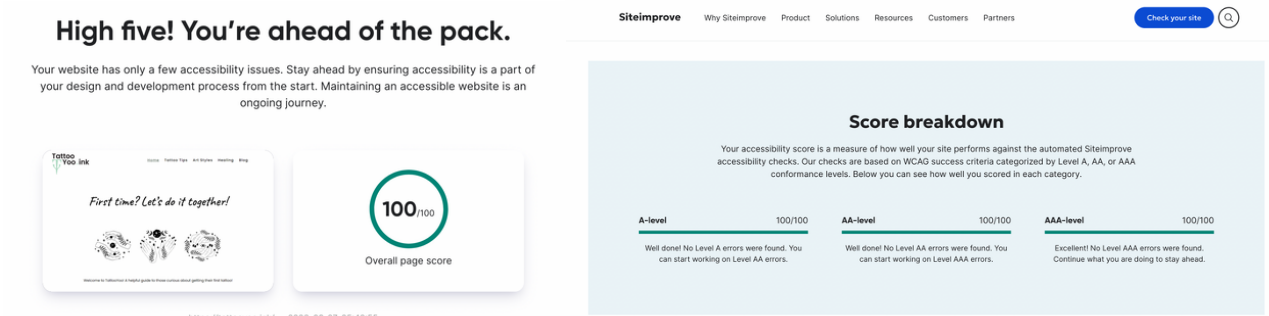 High five! You're ahead of the pack.
Your website has only a few accessibility issues. Stay ahead by ensuring accessibility is a part of
your design and development process from the start. Maintaining an accessible website is an
ongoing journey.
Tattoo
Yoo ink
Home Tattoo Tips Art Styles Healing Blog
First time? Let's do it together!
100/100
Overall page score
Siteimprove
Why Siteimprove Product Solutions Resources Customers Partners
Check your site
Score breakdown
Your accessibility score is a measure of how well your site performs against the automated Siteimprove
accessibility checks. Our checks are based on WCAG success criteria categorized by Level A, AA, or AAA
conformance levels. Below you can see how well you scored in each category.
A-level 100/100
Well done! No Level A errors were found. You
can start working on Level AA errors.
AA-level 100/100
Well done! No Level AA errors were found. You
can start working on Level AAA errors.
AAA-level 100/100
Excellent! No Level AAA errors were found.
Continue what you are doing to stay ahead.